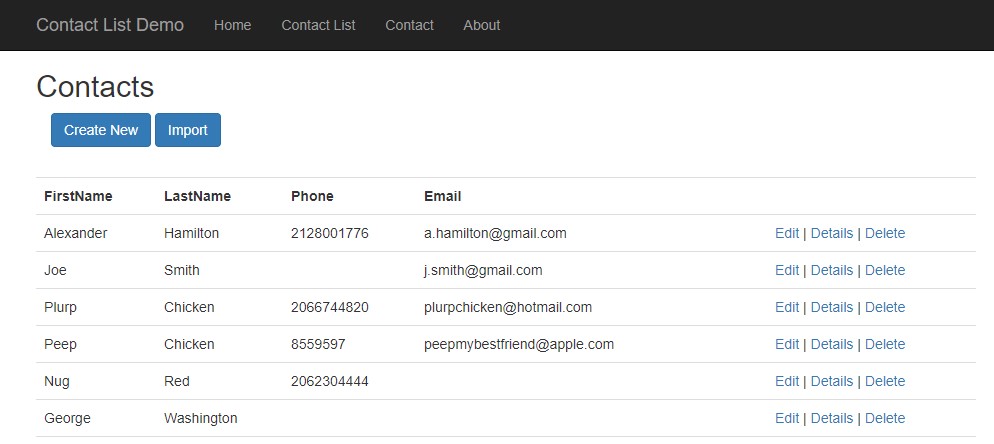 Contact List Demo Home Contact List Contact About
Contacts
Create New Import
FirstName LastName Phone Email
Alexander Hamilton 2128001776 a.hamilton@gmail.com Edit | Details | Delete
Joe Smith j.smith@gmail.com Edit | Details | Delete
Plurp Chicken 2066744820 plurpchicken@hotmail.com Edit | Details | Delete
Peep Chicken 8559597 peepmybestfriend@apple.com Edit | Details | Delete
Nug Red 2062304444 Edit | Details | Delete
George Washington Edit | Details | Delete